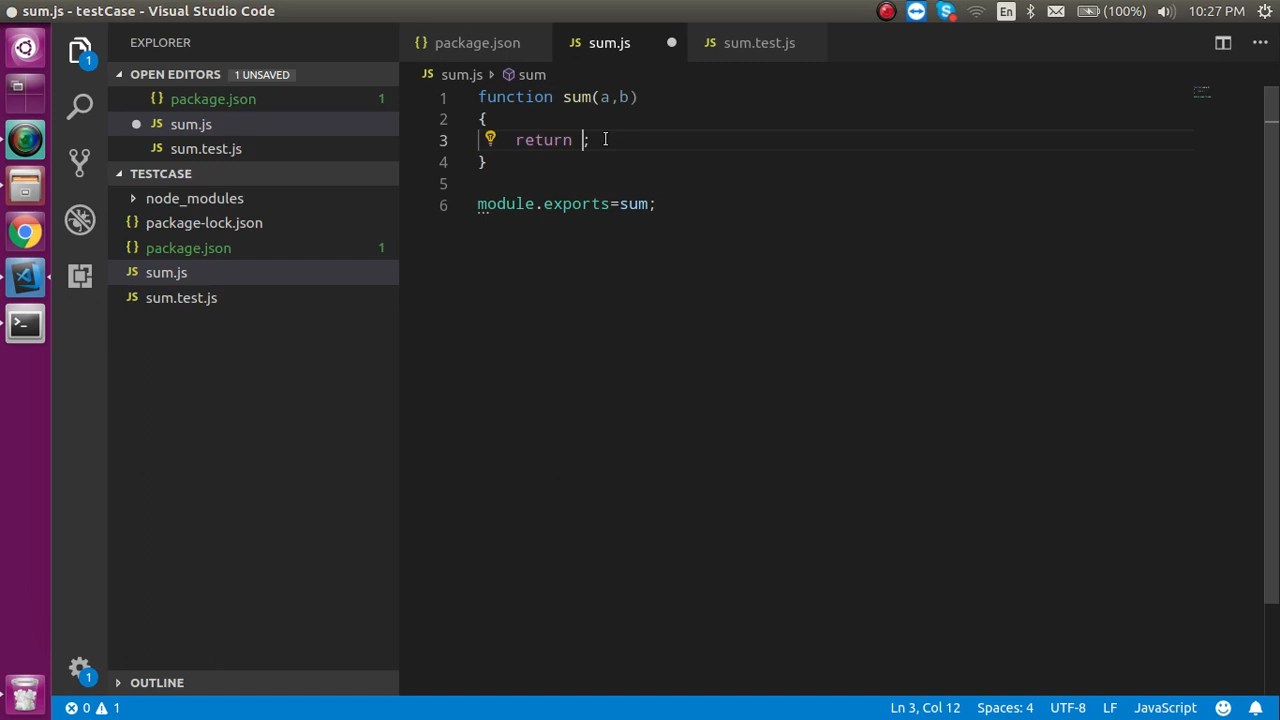 sum.js - testCase - Visual Studio Code
En
(100%)
10:27 PM
EXPLORER
OPEN EDITORS 1 UNSAVED
{ } package.json 1
JS sum.js
JS sum.test.js
TESTCASE
node_modules
{ } package-lock.json
{ } package.json 1
JS sum.js
JS sum.test.js
OUTLINE
1
1
{ } package.json
JS sum.js
JS sum.test.js
JS sum.js sum
1 function sum(a,b)
2 {
3 return ;
4 }
5
6 module.exports=sum;
0 1
Ln 3, Col 12
Spaces: 4
UTF-8
LF
JavaScript